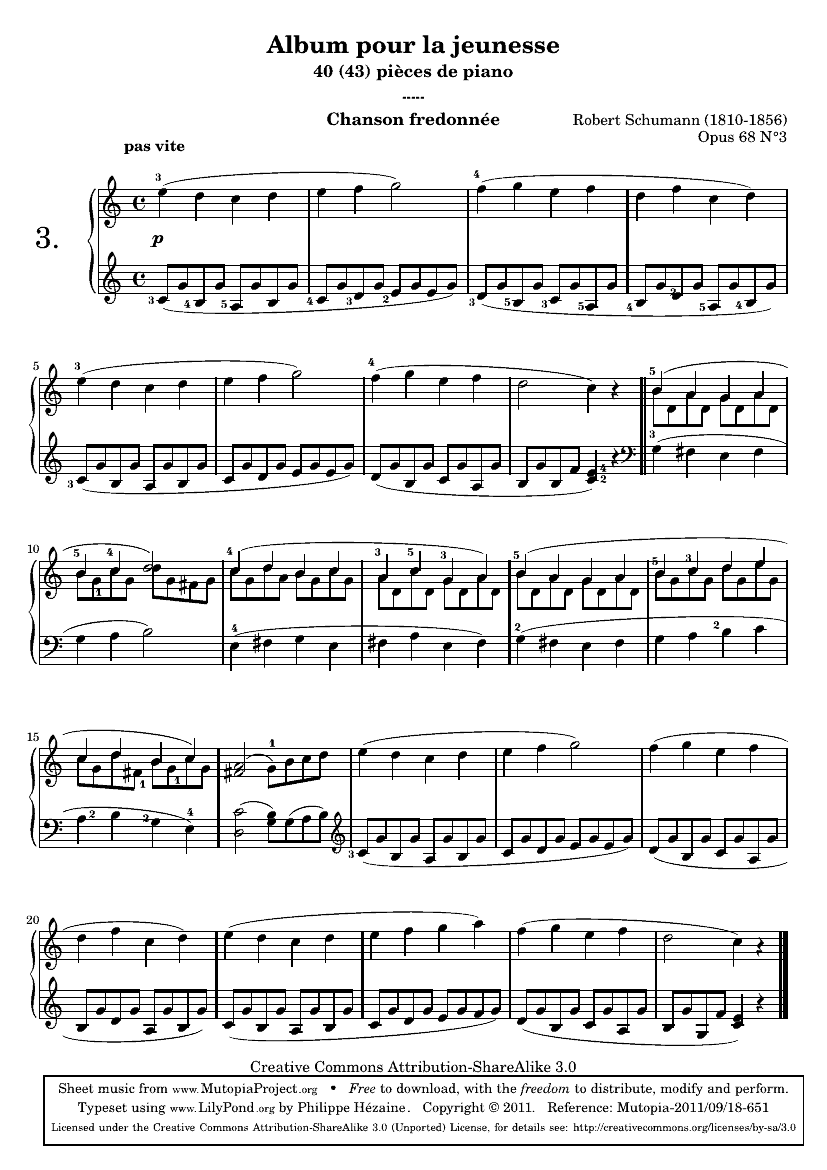 Album pour la jeunesse
40 (43) pièces de piano
-----
Chanson fredonnée
Robert Schumann (1810-1856)
Opus 68 N°3
pas vite
3.
p
5
10
15
20
Creative Commons Attribution-ShareAlike 3.0
Sheet music from www.MutopiaProject.org • Free to download, with the freedom to distribute, modify and perform.
Typeset using www.LilyPond.org by Philippe Hézaine. Copyright © 2011. Reference: Mutopia-2011/09/18-651
Licensed under the Creative Commons Attribution-ShareAlike 3.0 (Unported) License, for details see: http://creativecommons.org/licenses/by-sa/3.0